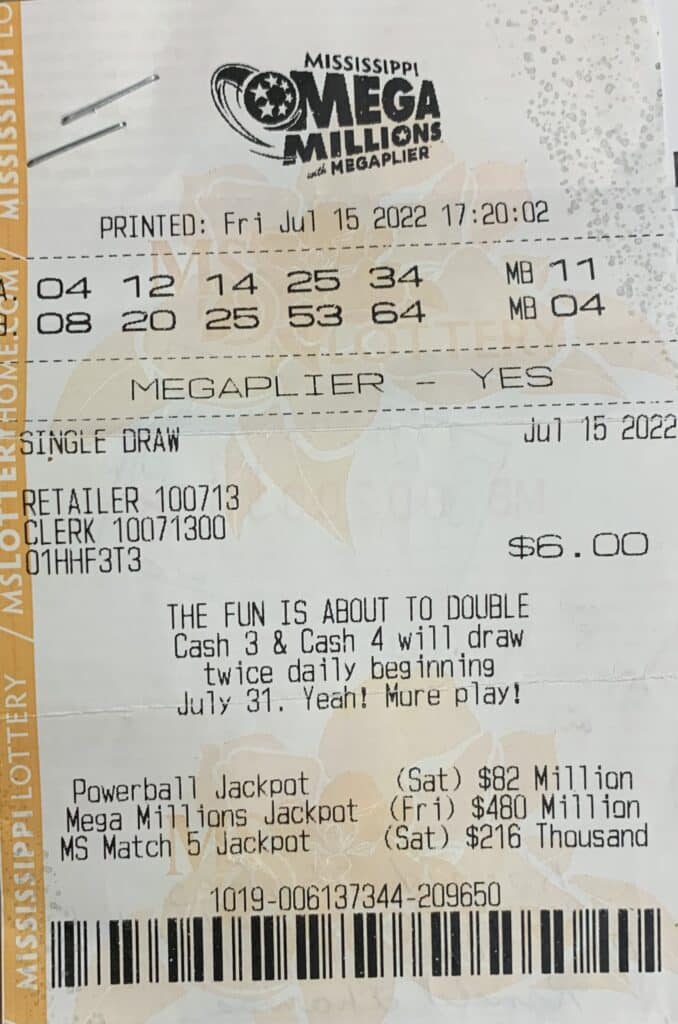 MISSISSIPPI
MEGA
MILLIONS
with MEGAPLIER
PRINTED: Fri Jul 15 2022 17:20:02
A. 04 12 14 25 34 MB 11
B. 08 20 25 53 64 MB 04
MEGAPLIER - YES
SINGLE DRAW Jul 15 2022
RETAILER 100713
CLERK 10071300
01HHF3T3 $6.00
THE FUN IS ABOUT TO DOUBLE
Cash 3 & Cash 4 will draw
twice daily beginning
July 31. Yeah! Mure play!
Powerball Jackpot (Sat) $82 Million
Mega Millions Jackpot (Fri) $480 Million
MS Match 5 Jackpot (Sat) $216 Thousand
1019-006137344-209650
MISSISSIPPI LOTTERY / MSLOTTERYHOME.COM / MISSISSIPPI LO
MS
LOTTERY
MS